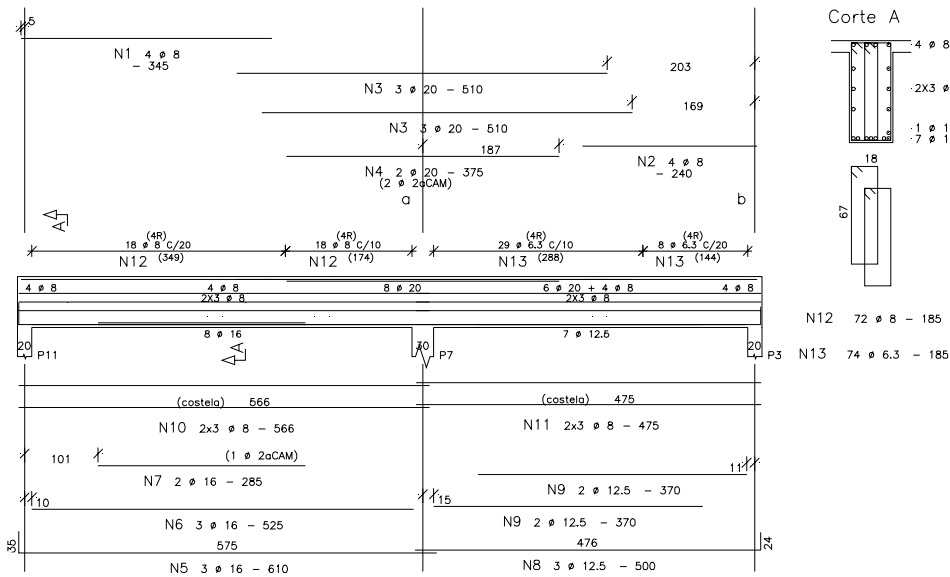 5
Corte A
N1 4 ø 8
- 345
203
N3 3 ø 20 - 510
169
N3 3 ø 20 - 510
187
N4 2 ø 20 - 375
(2 ø 2aCAM)
N2 4 ø 8
- 240
a
b
4 ø 8
2X3 ø
1 ø 1
7 ø 1
18
67
A
(4R)
18 ø 8 C/20
N12 (349)
(4R)
18 ø 8 C/10
N12 (174)
(4R)
29 ø 6.3 C/10
N13 (288)
(4R)
8 ø 6.3 C/20
N13 (144)
4 ø 8
4 ø 8
8 ø 20
6 ø 20 + 4 ø 8
4 ø 8
2X3 ø 8
2X3 ø 8
8 ø 16
7 ø 12.5
A
20
P11
30
P7
20
P3
N12 72 ø 8 - 185
N13 74 ø 6.3 - 185
(costela) 566
N10 2x3 ø 8 - 566
(costela) 475
N11 2x3 ø 8 - 475
101
(1 ø 2aCAM)
N7 2 ø 16 - 285
11
N9 2 ø 12.5 - 370
10
N6 3 ø 16 - 525
15
N9 2 ø 12.5 - 370
35
575
N5 3 ø 16 - 610
476
24
N8 3 ø 12.5 - 500